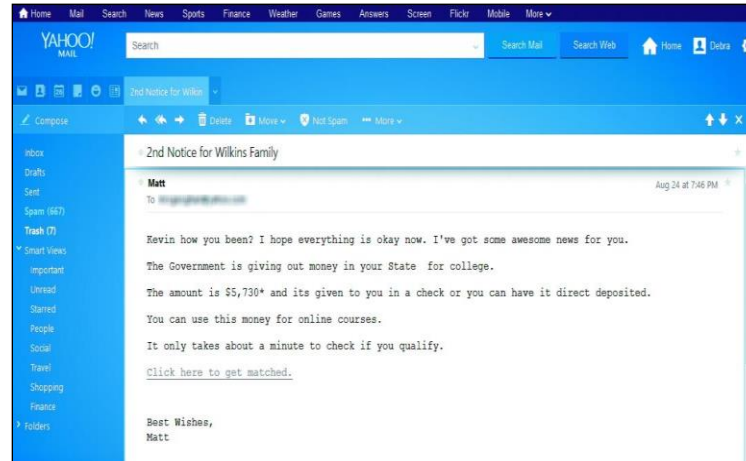 Home Mail Search News Sports Finance Weather Games Answers Screen Flickr Mobile More
YAHOO!
MAIL
Search
Search Mail Search Web Home Debra
2nd Notice for Wilkin
Compose Delete Move Not Spam More
Inbox
Drafts
Sent
Spam (667)
Trash (7)
Smart Views
Important
Unread
Starred
People
Social
Travel
Shopping
Finance
Folders
2nd Notice for Wilkins Family
Matt Aug 24 at 7:46 PM
To
Kevin how you been? I hope everything is okay now. I've got some awesome news for you.
The Government is giving out money in your State for college.
The amount is $5,730* and its given to you in a check or you can have it direct deposited.
You can use this money for online courses.
It only takes about a minute to check if you qualify.
Click here to get matched.
Best Wishes,
Matt